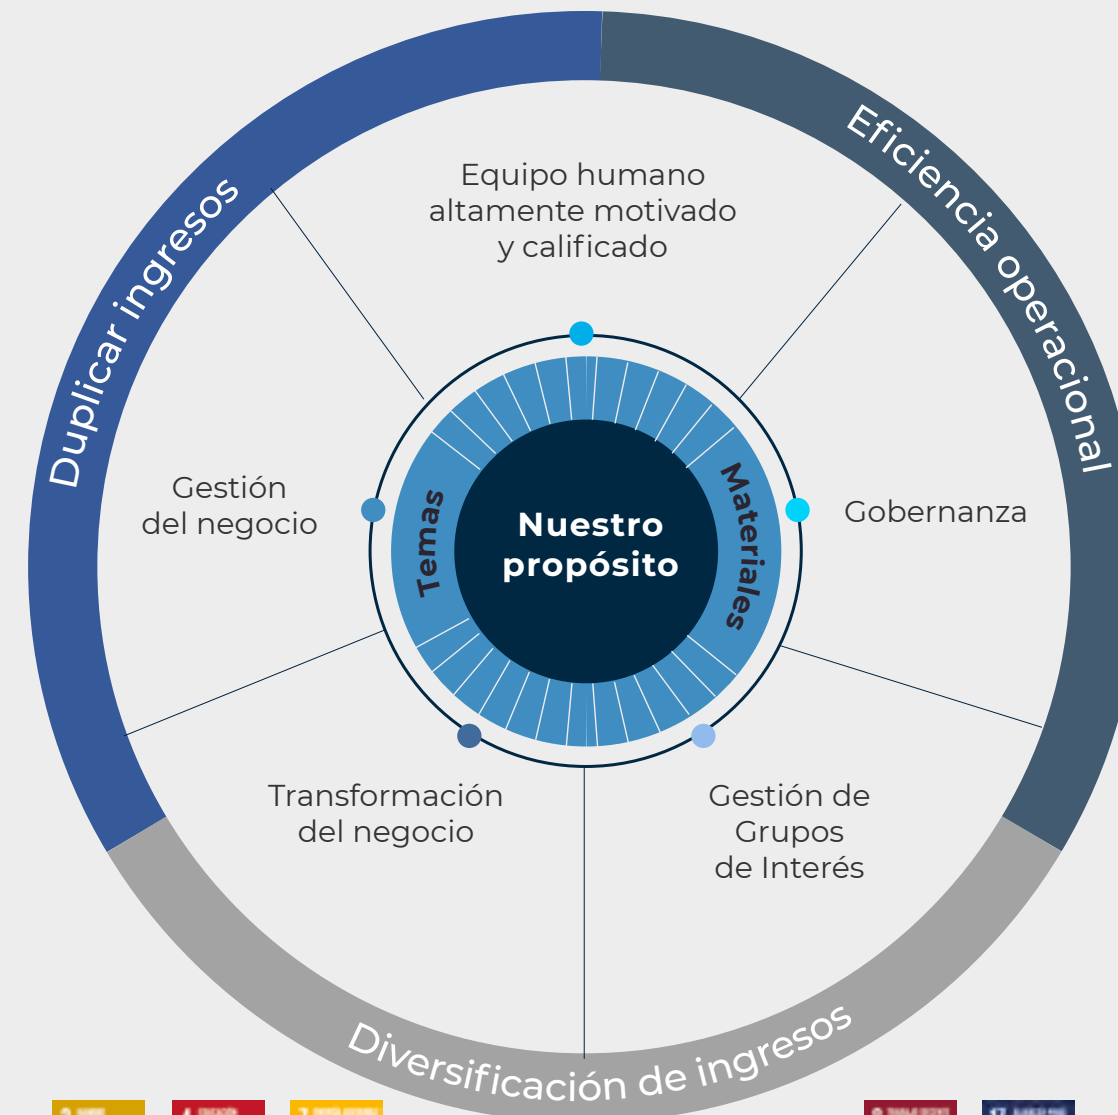 Duplicar ingresos
Eficiencia operacional
Equipo humano
altamente motivado
y calificado
Gestión
del negocio
Temas
Nuestro
propósito
Materiales
Gobernanza
Transformación
del negocio
Gestión de
Grupos
de Interés
Diversificación de ingresos